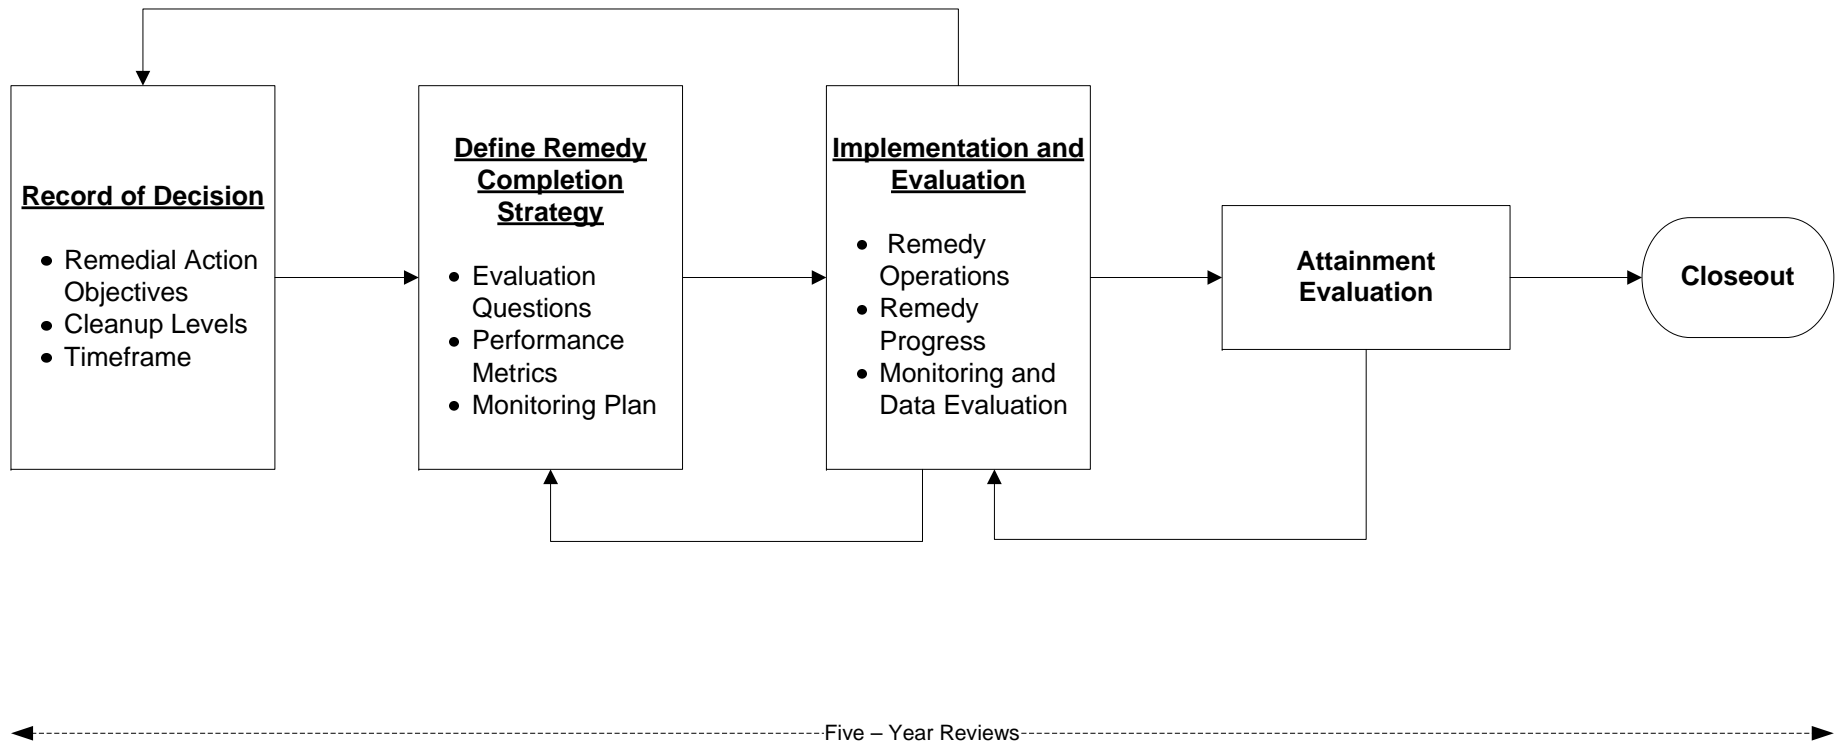 Record of Decision
• Remedial Action
Objectives
• Cleanup Levels
• Timeframe
Define Remedy
Completion
Strategy
• Evaluation
Questions
• Performance
Metrics
• Monitoring Plan
Implementation and
Evaluation
• Remedy
Operations
• Remedy
Progress
• Monitoring and
Data Evaluation
Attainment
Evaluation
Closeout
Five – Year Reviews